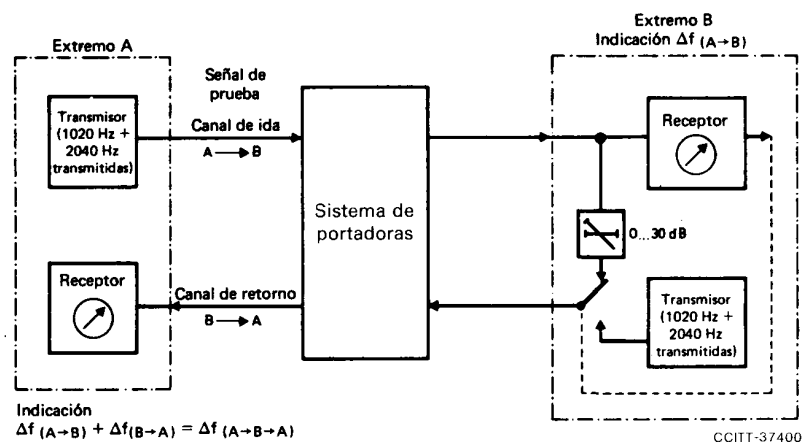 Extremo A
Transmisor
(1020 Hz +
2040 Hz
transmitidas)
Receptor
Indicación
Δf (A→B) + Δf(B→A) = Δf (A→B→A)
Señal de
prueba
Canal de ida
A → B
Canal de retorno
B → A
Sistema de
portadoras
Extremo B
Indicación Δf (A→B)
Receptor
0...30 dB
Transmisor
(1020 Hz +
2040 Hz
transmitidas)
CCITT-37400